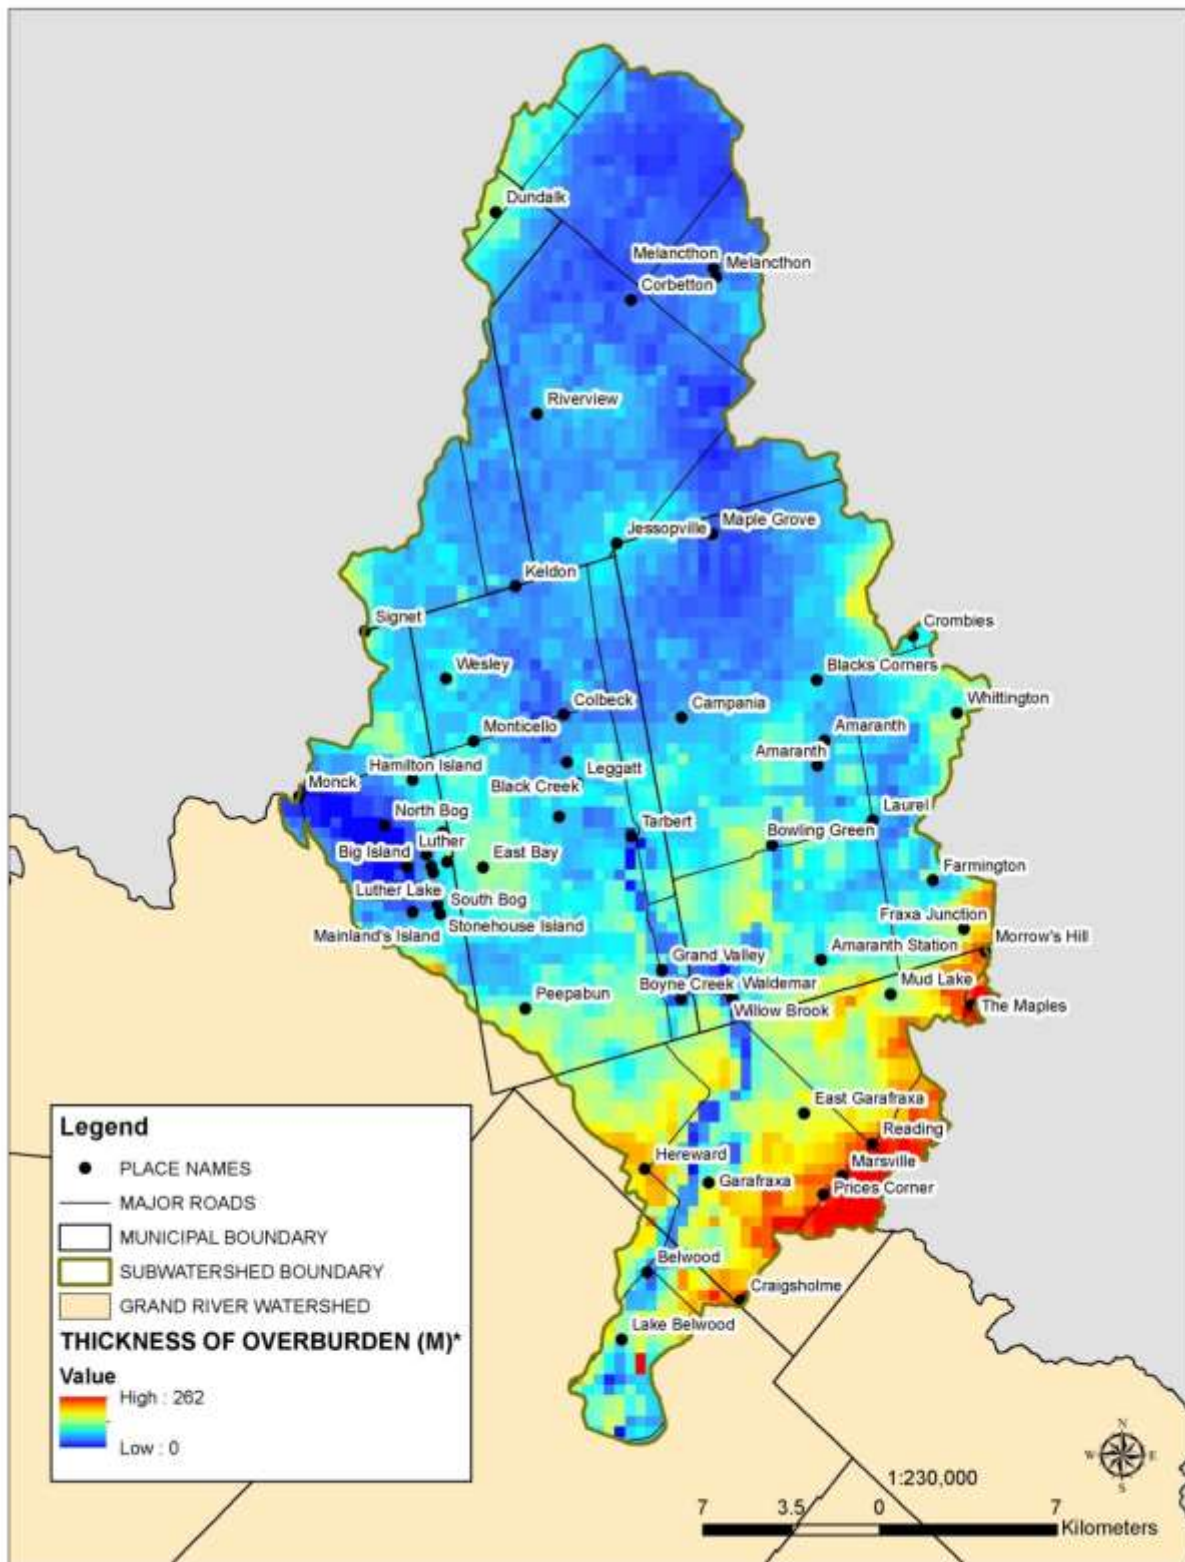 Dundalk
Melancthon
Melancthon
Corbetton
Riverview
Maple Grove
Jessopville
Keldon
Signet
Crombies
Wesley
Blacks Corners
Colbeck
Campania
Whittington
Monticello
Amaranth
Amaranth
Hamilton Island
Leggatt
Monck
Black Creek
North Bog
Tarbert
Laurel
Bowling Green
Luther
Big Island
East Bay
Farmington
Luther Lake
South Bog
Fraxa Junction
Stonehouse Island
Mainland's Island
Morrow's Hill
Amaranth Station
Grand Valley
Mud Lake
Boyne Creek
Waldemar
Peepabun
Willow Brook
The Maples
East Garafraxa
Reading
Hereward
Marsville
Garafraxa
Prices Corner
Belwood
Craigsholme
Lake Belwood
Legend
PLACE NAMES
MAJOR ROADS
MUNICIPAL BOUNDARY
SUBWATERSHED BOUNDARY
GRAND RIVER WATERSHED
THICKNESS OF OVERBURDEN (M)*
Value
High : 262
Low : 0
N
W E
S
1:230,000
7 3.5 0 7
Kilometers